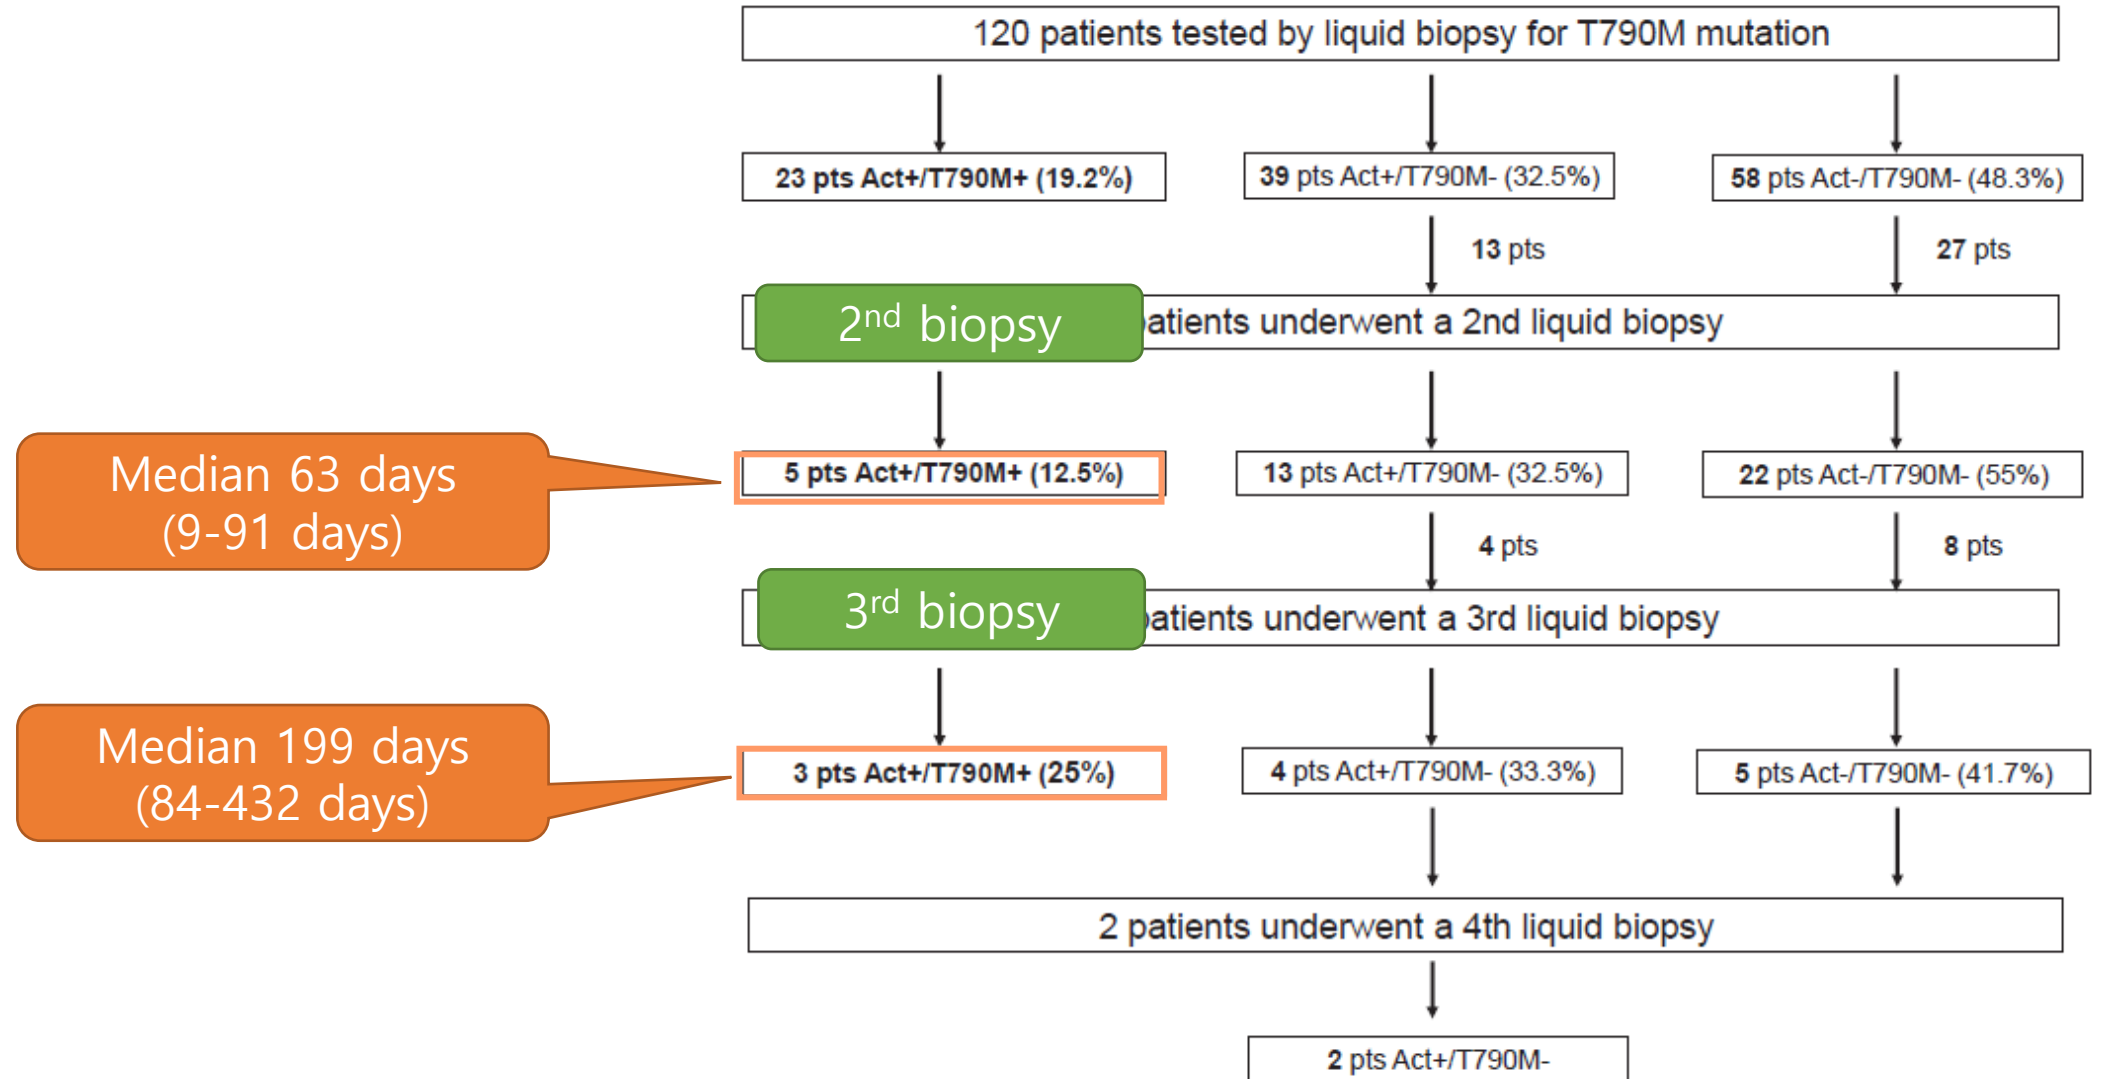 120 patients tested by liquid biopsy for T790M mutation
23 pts Act+/T790M+ (19.2%)
39 pts Act+/T790M- (32.5%)
58 pts Act-/T790M- (48.3%)
13 pts
27 pts
2nd biopsy
patients underwent a 2nd liquid biopsy
Median 63 days
(9-91 days)
5 pts Act+/T790M+ (12.5%)
13 pts Act+/T790M- (32.5%)
22 pts Act-/T790M- (55%)
4 pts
8 pts
3rd biopsy
patients underwent a 3rd liquid biopsy
Median 199 days
(84-432 days)
3 pts Act+/T790M+ (25%)
4 pts Act+/T790M- (33.3%)
5 pts Act-/T790M- (41.7%)
2 patients underwent a 4th liquid biopsy
2 pts Act+/T790M-